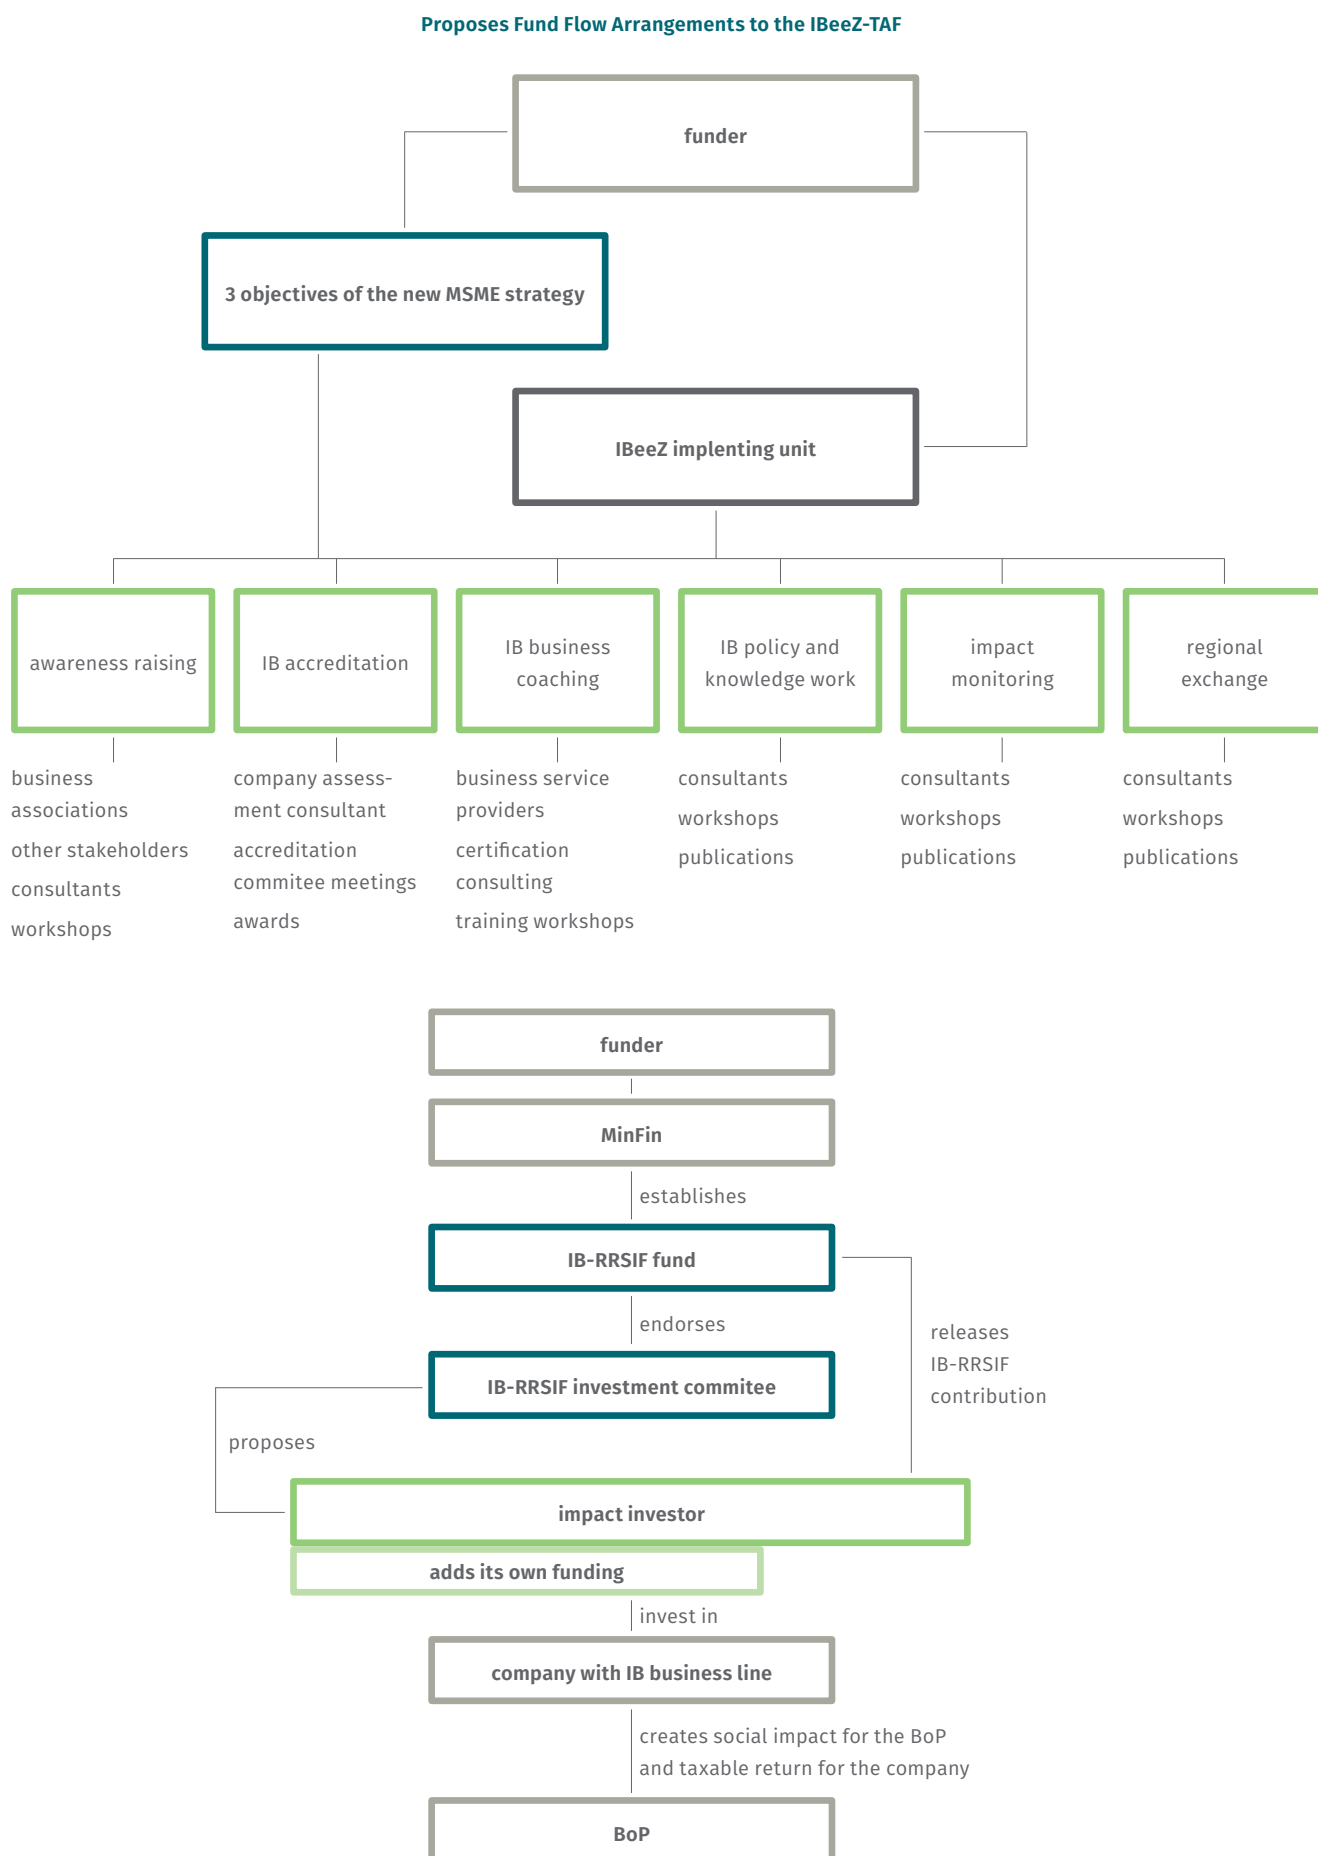 Proposes Fund Flow Arrangements to the IBeeZ-TAF
funder
3 objectives of the new MSME strategy
IBeeZ implenting unit
awareness raising
IB accreditation
IB business
coaching
IB policy and
knowledge work
impact
monitoring
regional
exchange
business
associations
other stakeholders
consultants
workshops
company assess-
ment consultant
accreditation
commitee meetings
awards
business service
providers
certification
consulting
training workshops
consultants
workshops
publications
consultants
workshops
publications
consultants
workshops
publications
funder
MinFin
establishes
IB-RRSIF fund
endorses
releases
IB-RRSIF
contribution
IB-RRSIF investment commitee
proposes
impact investor
adds its own funding
invest in
company with IB business line
creates social impact for the BoP
and taxable return for the company
BoP